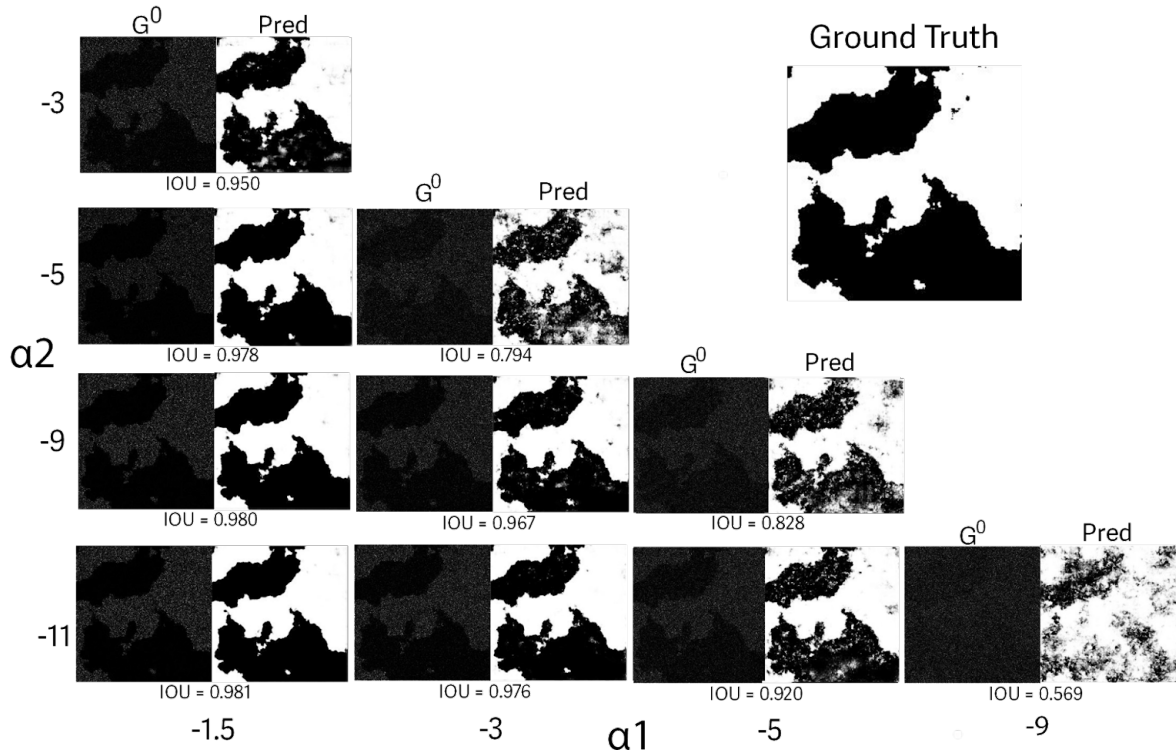 G⁰ Pred
Ground Truth
-3
IOU = 0.950
G⁰ Pred
-5
IOU = 0.978 IOU = 0.794
α2
G⁰ Pred
-9
IOU = 0.980 IOU = 0.967 IOU = 0.828
G⁰ Pred
-11
IOU = 0.981 IOU = 0.976 IOU = 0.920 IOU = 0.569
-1.5 -3 α1 -5 -9